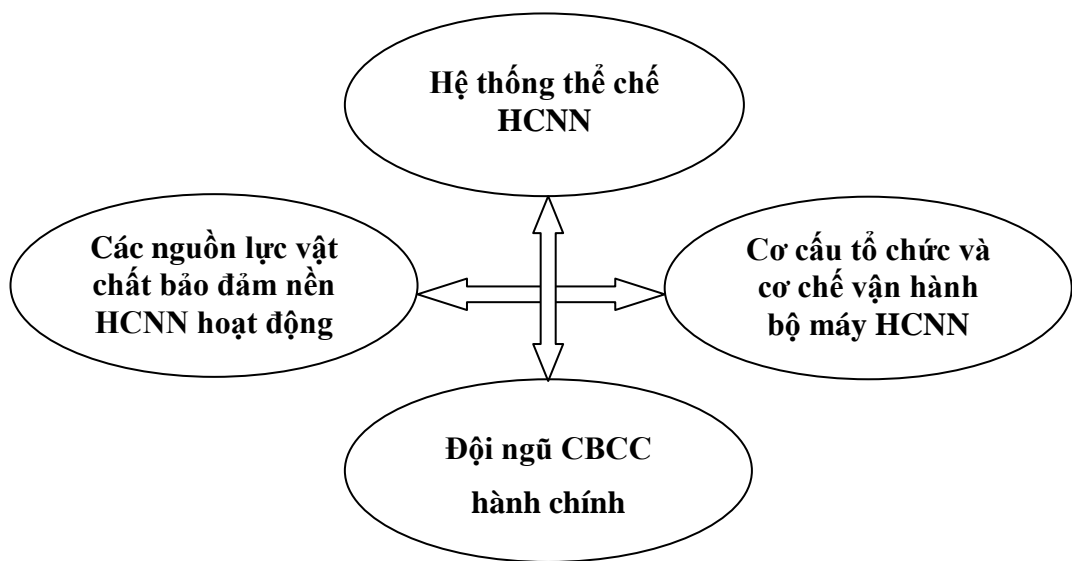 Hệ thống thể chế
HCNN
Các nguồn lực vật
chất bảo đảm nền
HCNN hoạt động
Cơ cấu tổ chức và
cơ chế vận hành
bộ máy HCNN
Đội ngũ CBCC
hành chính